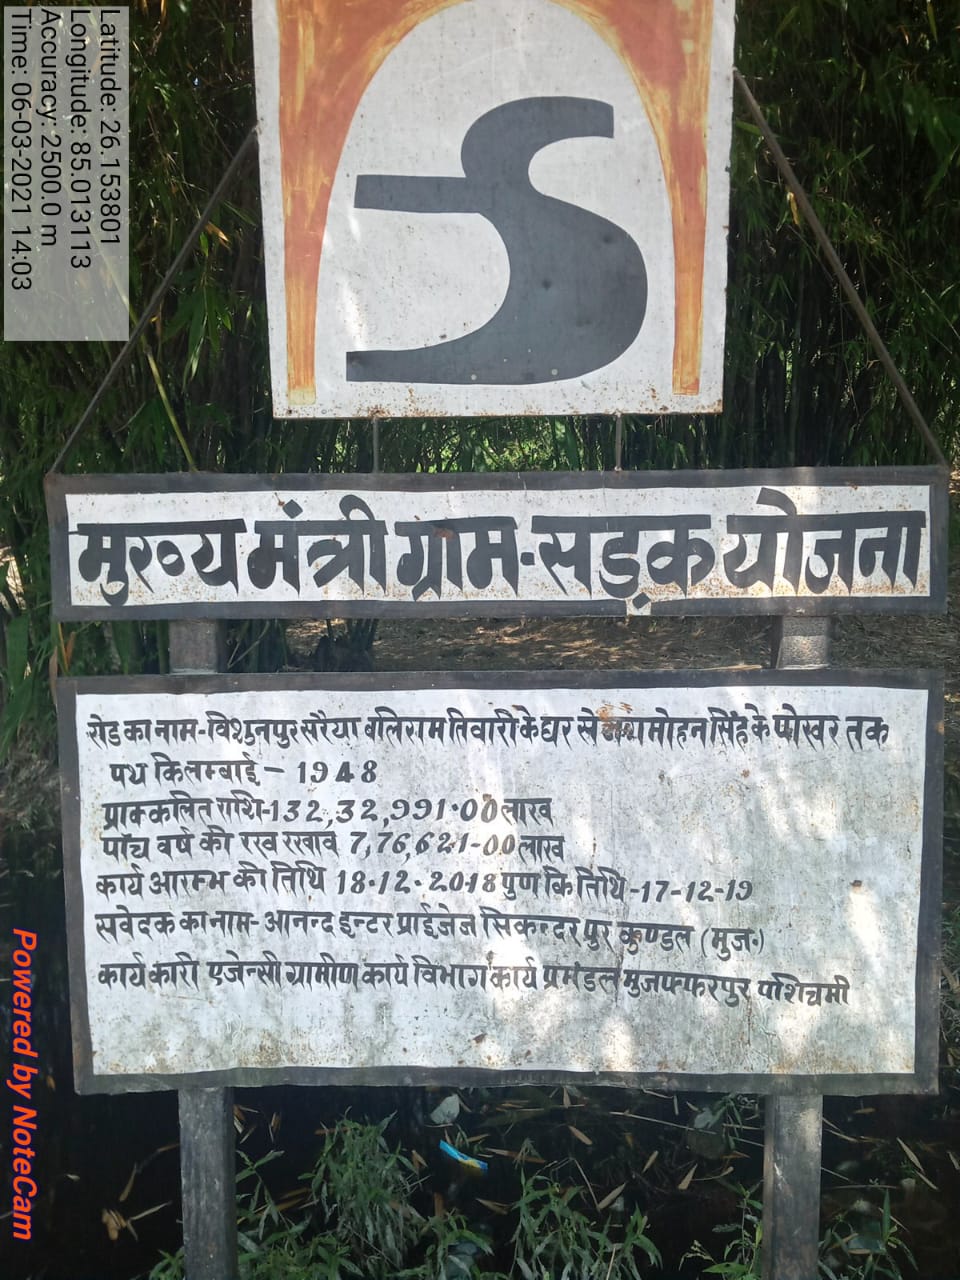 Latitude: 26.153801
Longitude: 85.013113
Accuracy: 2500.0 m
Time: 06-03-2021 14:03
मुख्य मंत्री ग्राम-सड़क योजना
रोड का नाम-विशुनपुर सरैया बलिराम तिवारी के घर से मोहन सिंह के पोखर तक
पथ कि लम्बाई - 1948
प्राक्कलित राशि-132,32,991.00 लाख
पाँच वर्ष की रख रखाव 7,76,621-00 लाख
कार्य आरम्भ की तिथि 18.12.2018 पुण कि तिथि-17-12-19
सवेदक का नाम- आनन्द इन्टर प्राईजेज सिकन्दर पुर कुण्डल (मुज.)
कार्य कारी एजेन्सी ग्रामीण कार्य विभाग कार्य प्रमंडल मुजफ्फरपुर पश्चिमी
Powered by NoteCam